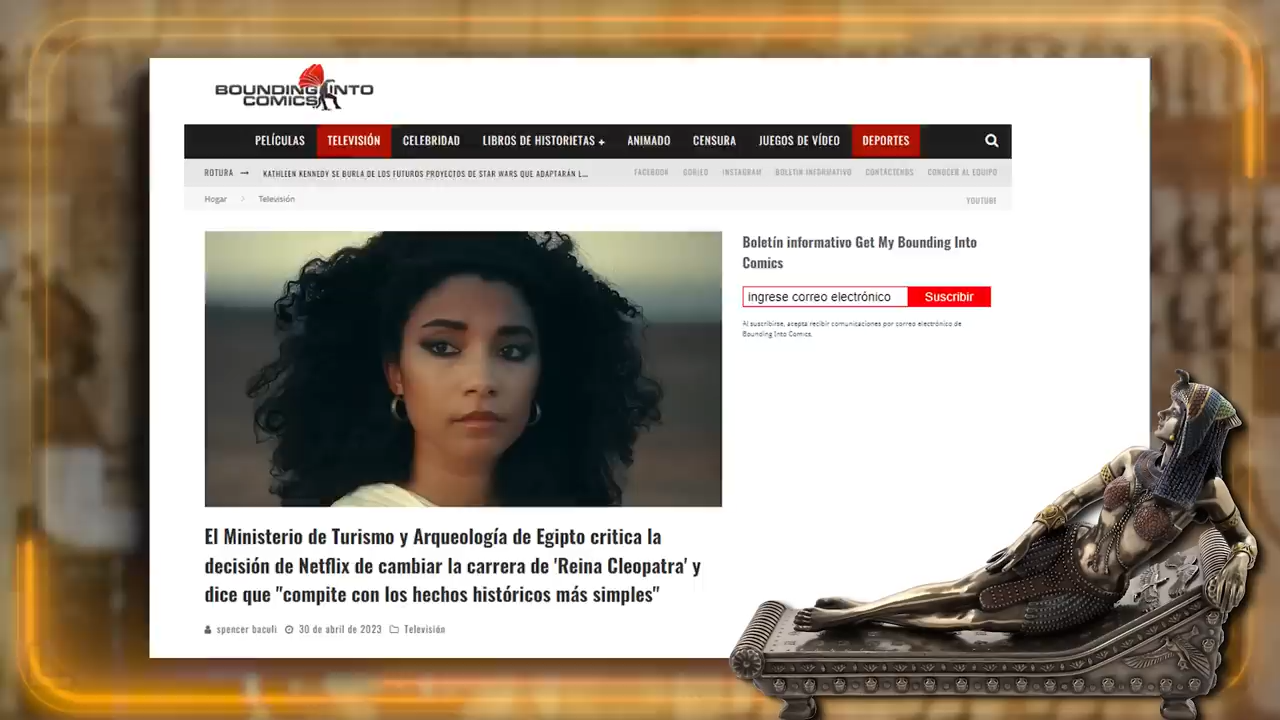 BOUNDING INTO
COMICS
PELÍCULAS TELEVISIÓN CELEBRIDAD LIBROS DE HISTORIETAS + ANIMADO CENSURA JUEGOS DE VÍDEO DEPORTES
ROTURA → KATHLEEN KENNEDY SE BURLA DE LOS FUTUROS PROYECTOS DE STAR WARS QUE ADAPTARÁN L... FACEBOOK INSTAGRAM BOLETÍN INFORMATIVO CONTÁCTENOS CONOCER AL EQUIPO
Hogar > Televisión YOUTUBE
Boletín informativo Get My Bounding Into
Comics
Ingrese correo electrónico Suscribir
Al suscribirse, acepta recibir comunicaciones por correo electrónico de
Bounding Into Comics.
El Ministerio de Turismo y Arqueología de Egipto critica la
decisión de Netflix de cambiar la carrera de 'Reina Cleopatra' y
dice que "compite con los hechos históricos más simples"
spencer baculi 30 de abril de 2023 Televisión